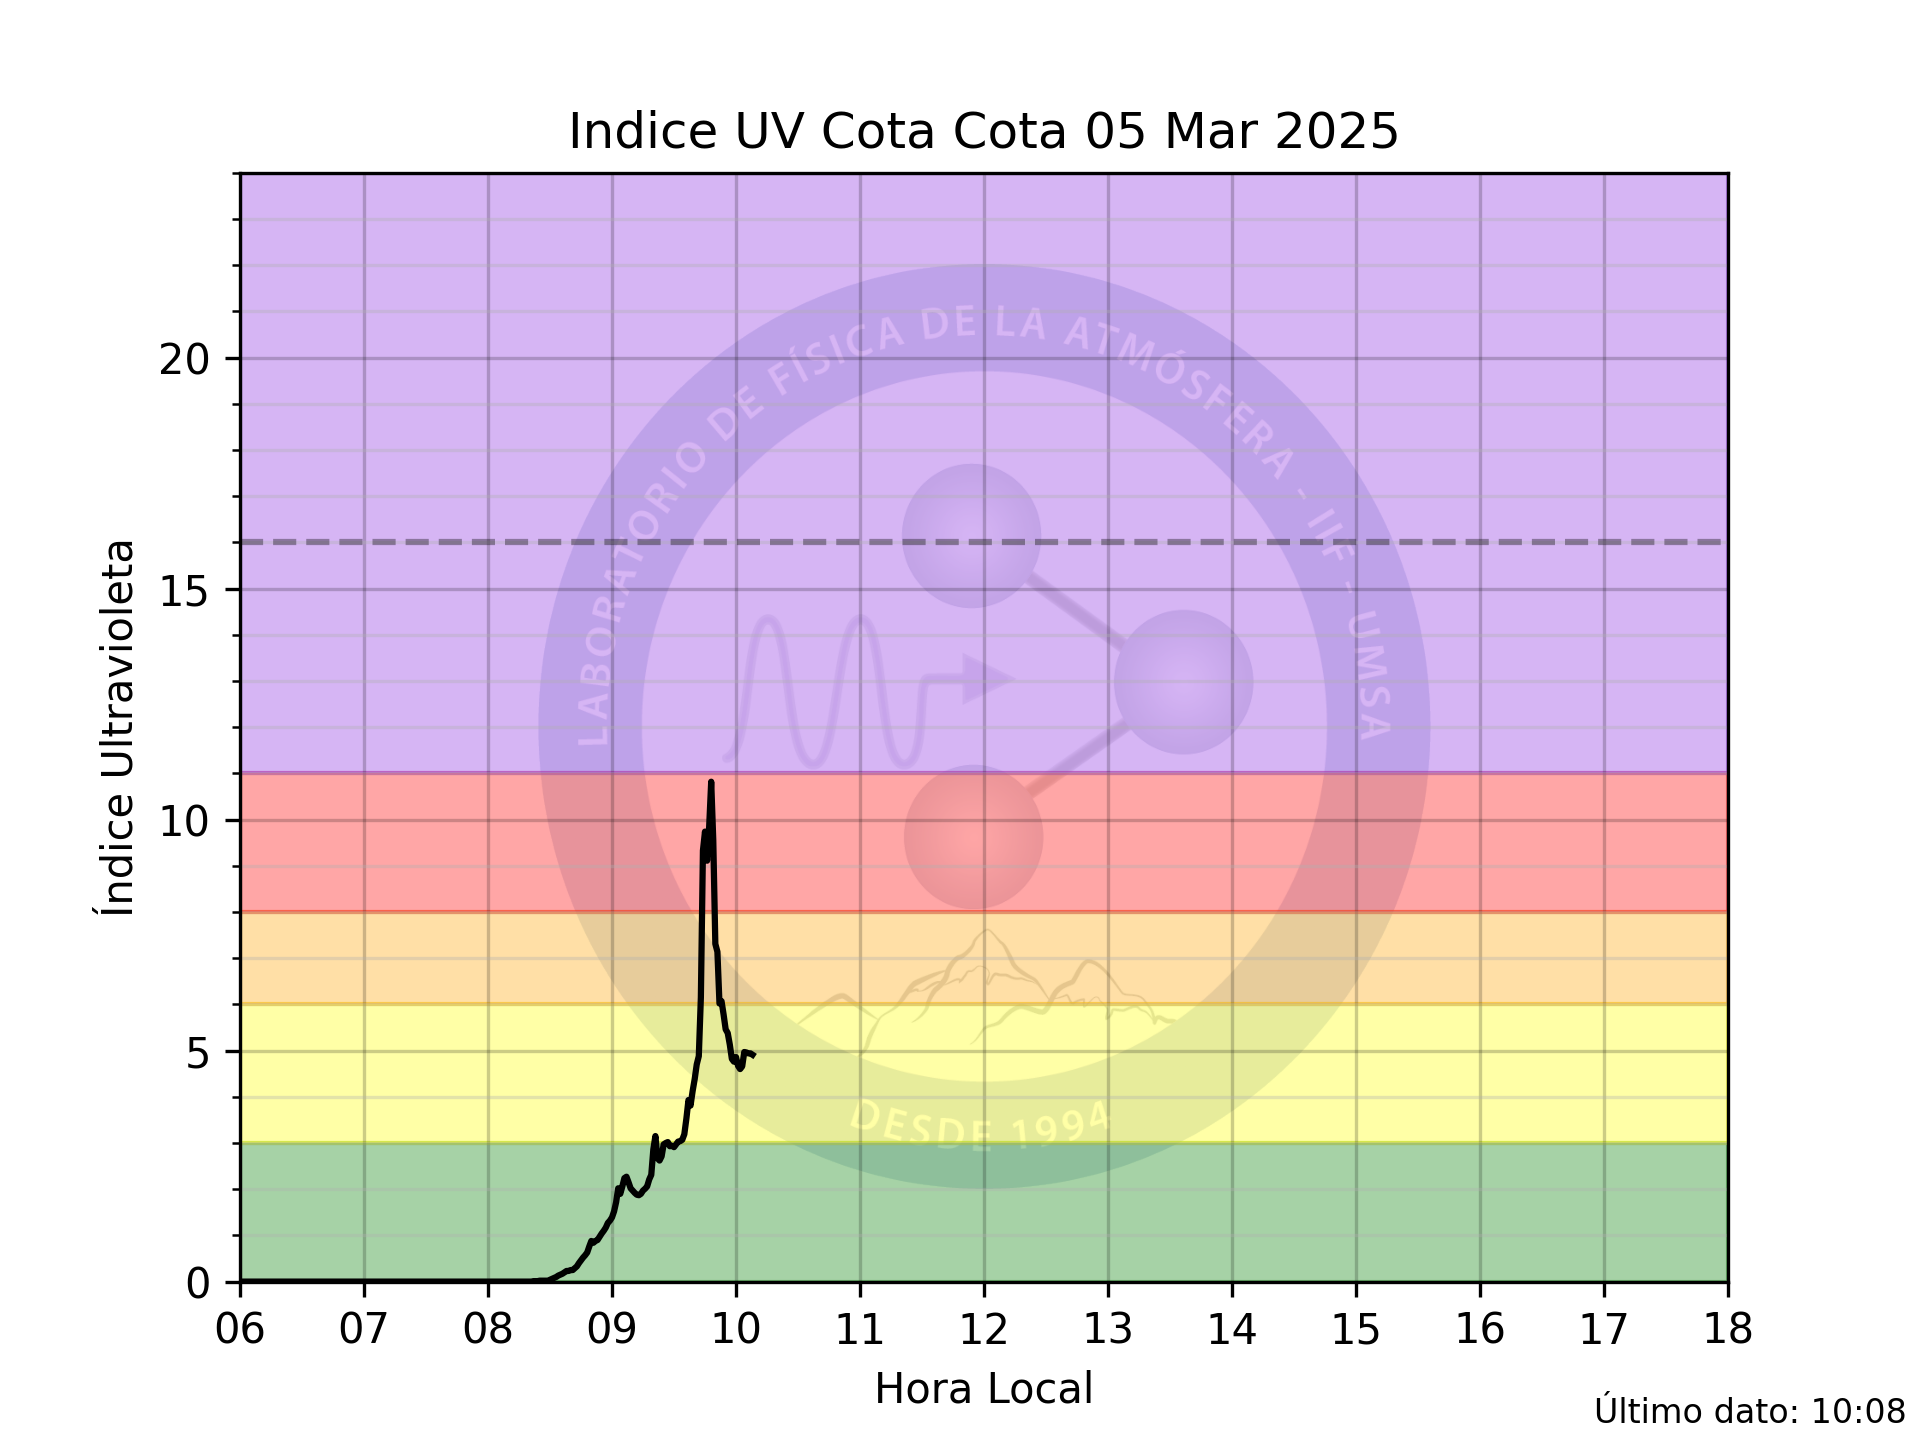 Indice UV Cota Cota 05 Mar 2025
Índice Ultravioleta
20
15
10
5
0
LABORATORIO DE FÍSICA DE LA ATMÓSFERA - IIF - UMSA
DESDE 1994
06 07 08 09 10 11 12 13 14 15 16 17 18
Hora Local
Último dato: 10:08